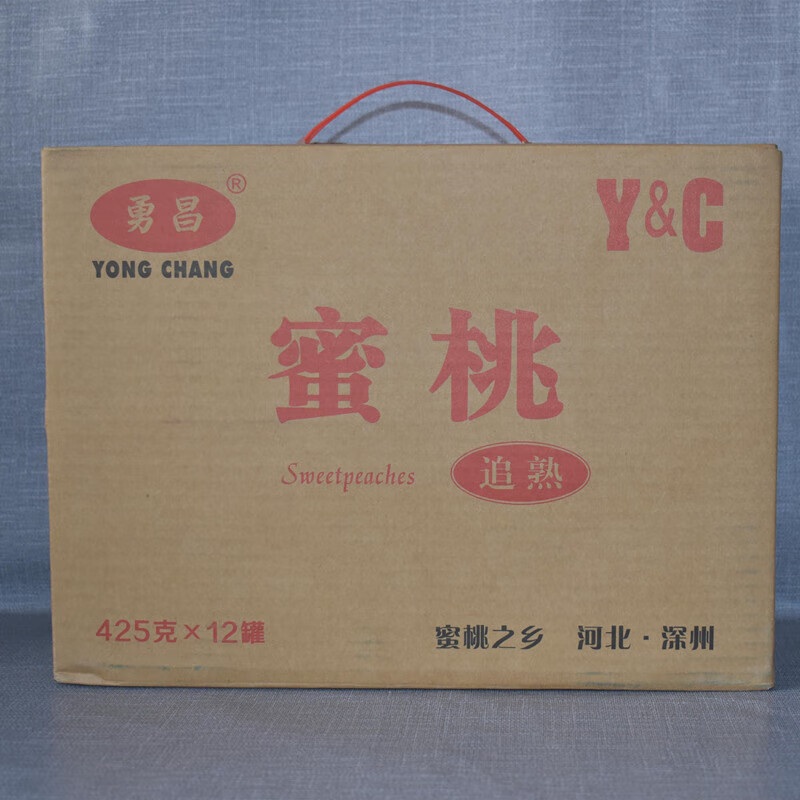 勇昌®
YONG CHANG
Y&C
蜜桃
Sweetpeaches
追熟
425克×12罐
蜜桃之乡 河北·深州